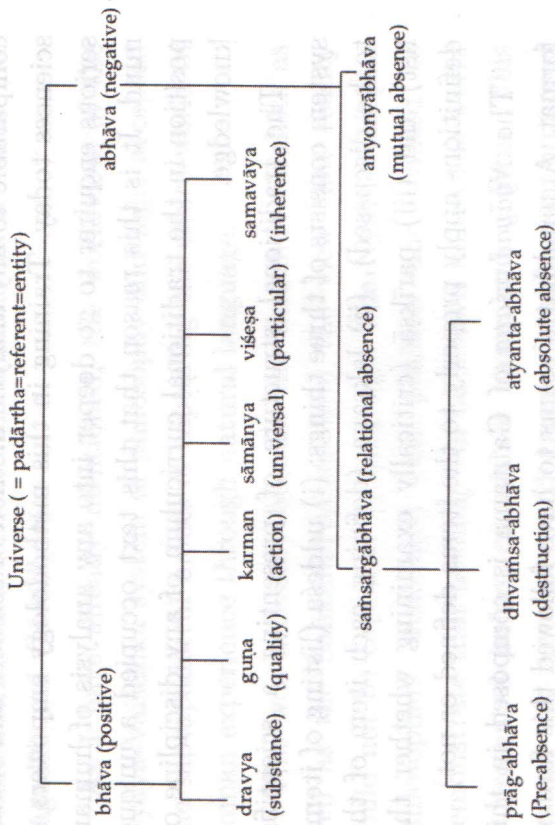 Universe ( = padārtha=referent=entity)
bhāva (positive) abhāva (negative)
dravya guṇa karman sāmānya viśeṣa samavāya
(substance) (quality) (action) (universal) (particular) (inherence)
saṁsargābhāva (relational absence) anyonyābhāva
(mutual absence)
prāg-abhāva dhvaṁsa-abhāva atyanta-abhāva
(Pre-absence) (destruction) (absolute absence)